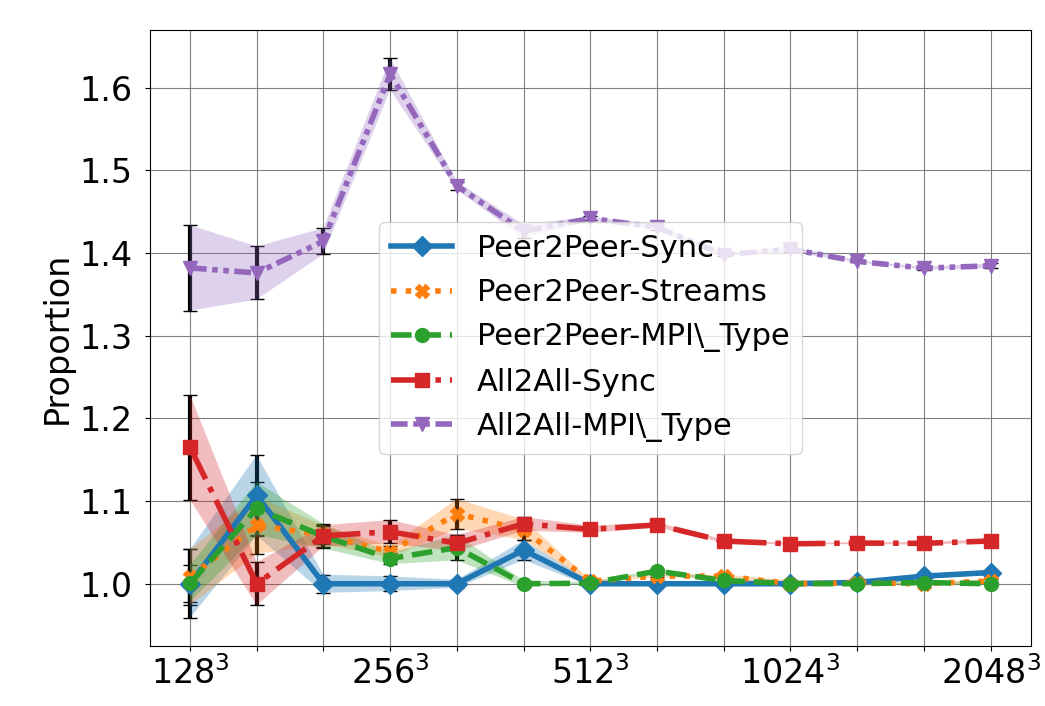 Proportion
1.6
1.5
1.4
1.3
1.2
1.1
1.0
Peer2Peer-Sync
Peer2Peer-Streams
Peer2Peer-MPI\_Type
All2All-Sync
All2All-MPI\_Type
128³ 256³ 512³ 1024³ 2048³